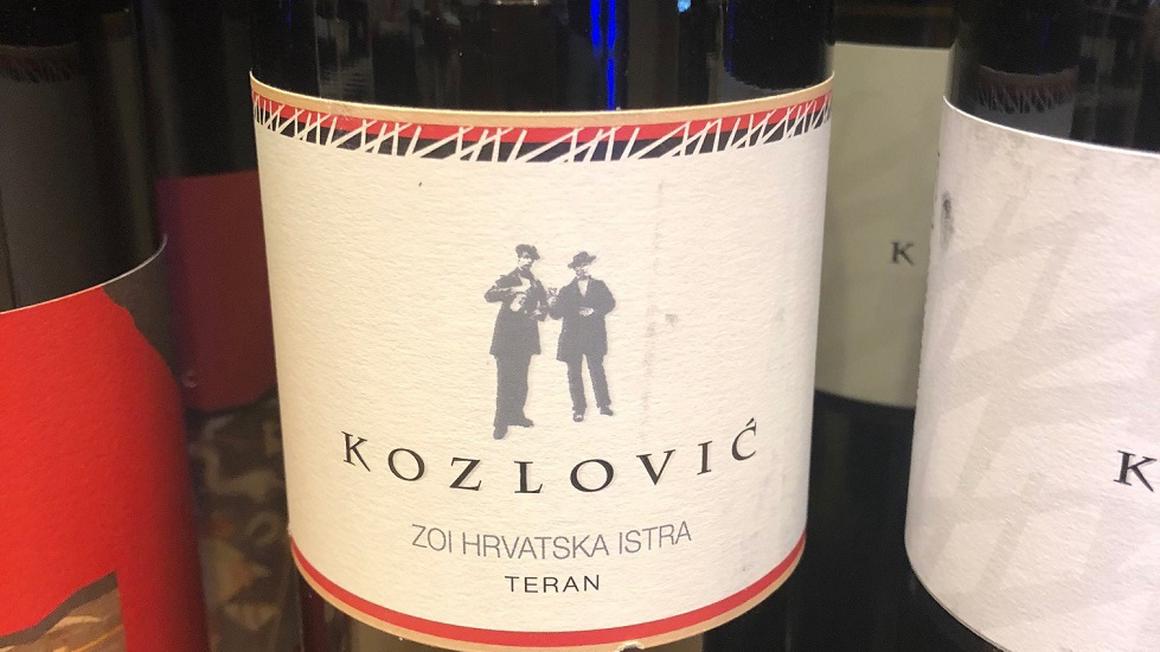 KOZLOVIĆ
ZOI HRVATSKA ISTRA
TERAN
K
K